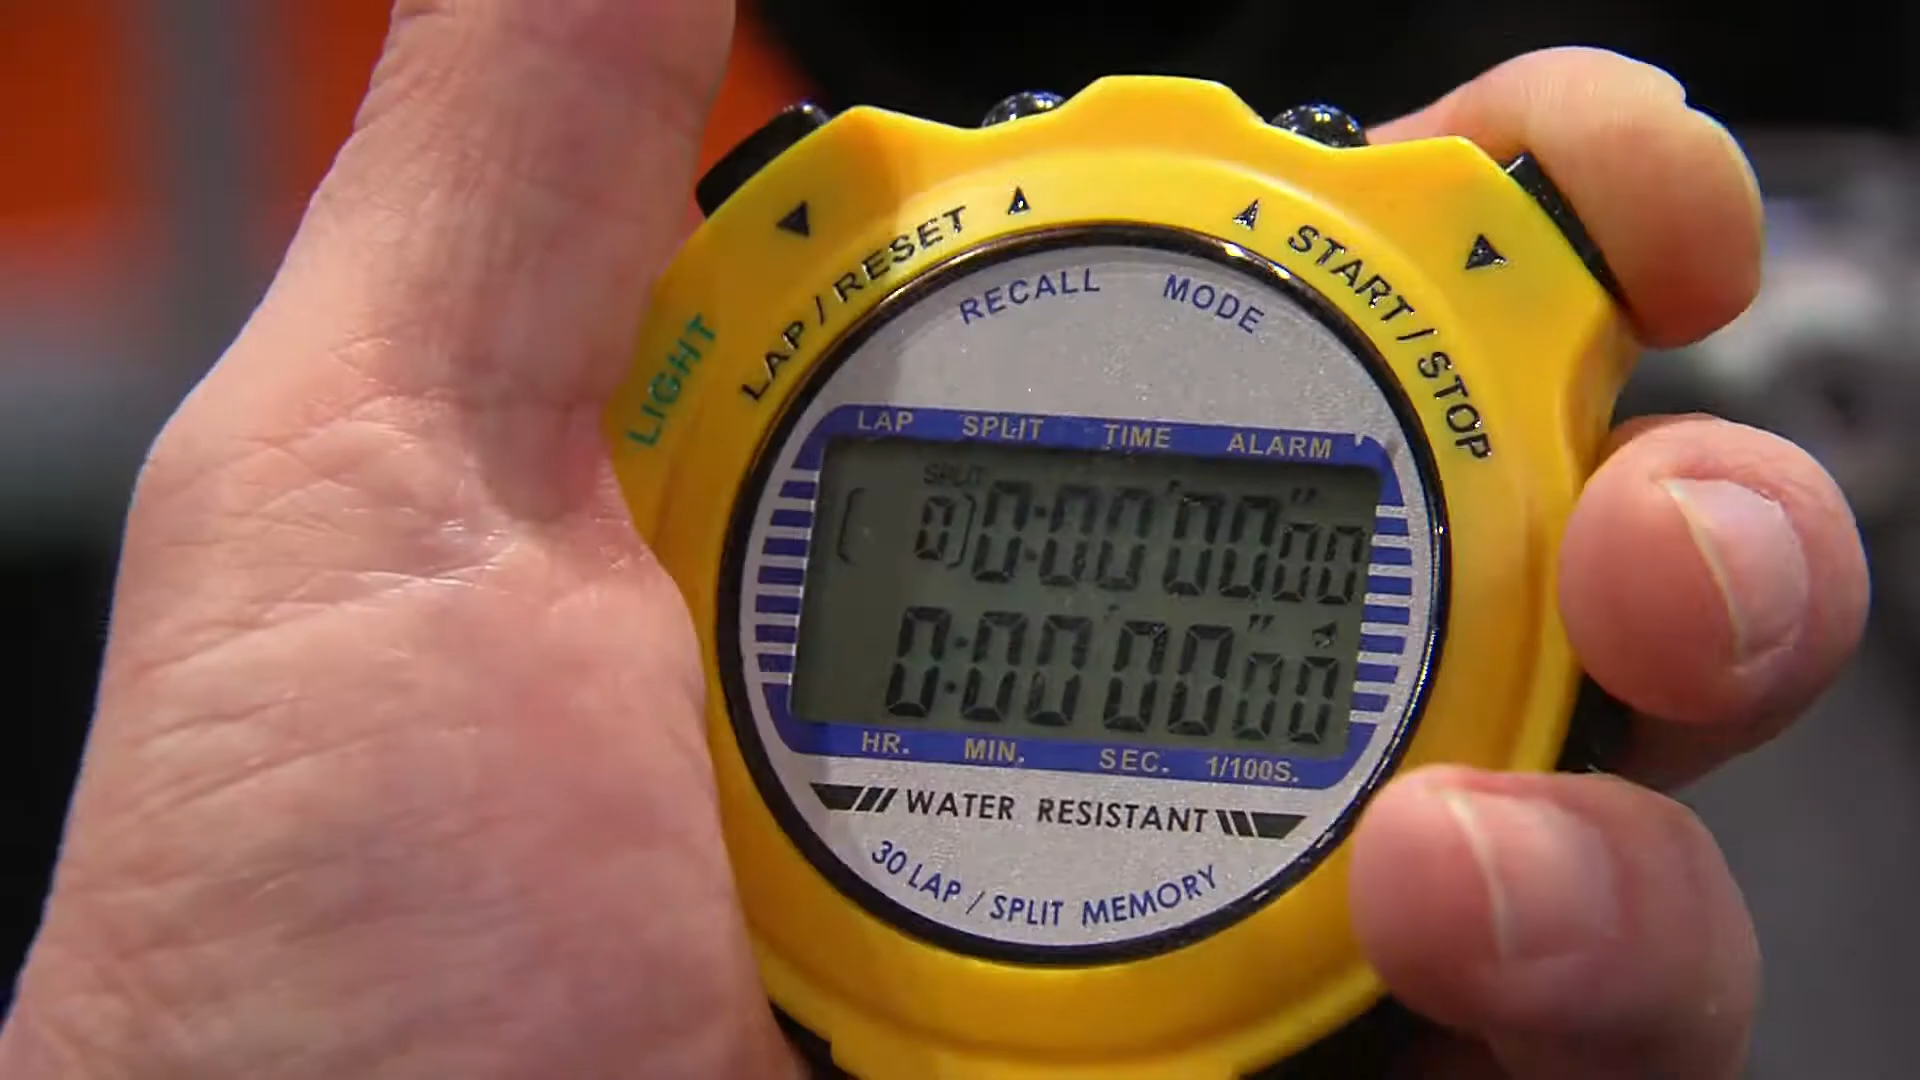 LIGHT
LAP / RESET
START / STOP
RECALL MODE
LAP SPLIT TIME ALARM
SPLIT
0 0:00'00"00
0:00'00"00
HR. MIN. SEC. 1/100S.
WATER RESISTANT
30 LAP / SPLIT MEMORY